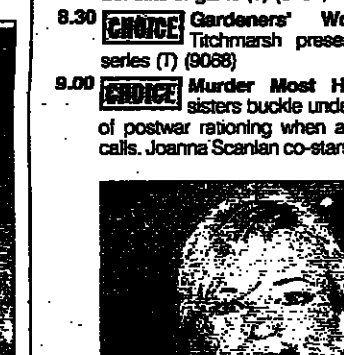 8.30 CHOICE Gardeners' Wo
Titchmarsh prese
series (T) (9068)
9.00 CHOICE Murder Most H
sisters buckle unde
of postwar rationing when a
calls. Joanna Scanlan co-stars